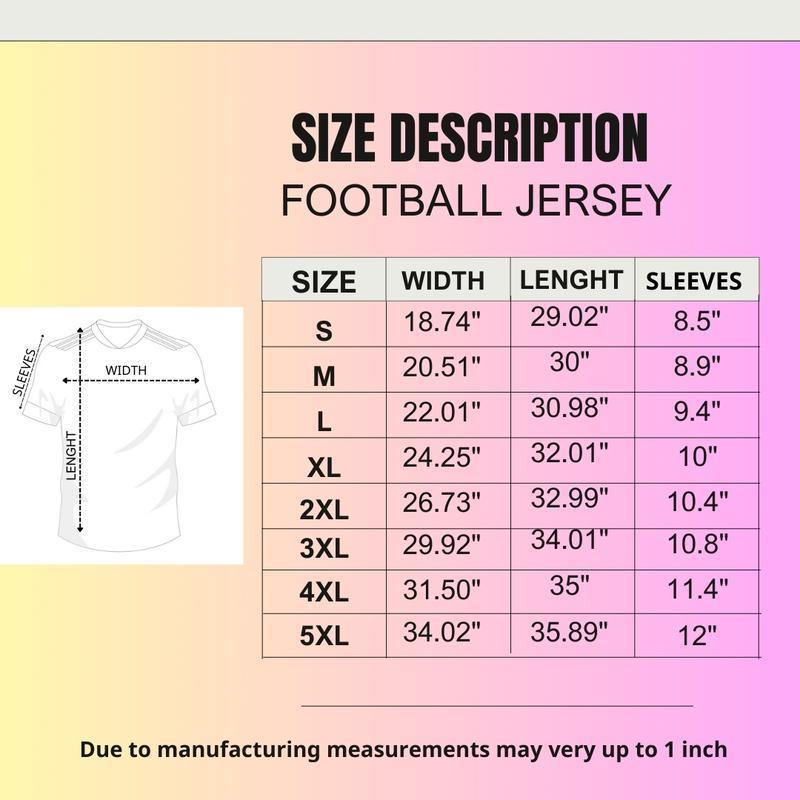 SIZE DESCRIPTION
FOOTBALL JERSEY
SIZE WIDTH LENGHT SLEEVES
S 18.74" 29.02" 8.5"
M 20.51" 30" 8.9"
L 22.01" 30.98" 9.4"
XL 24.25" 32.01" 10"
2XL 26.73" 32.99" 10.4"
3XL 29.92" 34.01" 10.8"
4XL 31.50" 35" 11.4"
5XL 34.02" 35.89" 12"
SLEEVES
WIDTH
LENGHT
Due to manufacturing measurements may very up to 1 inch